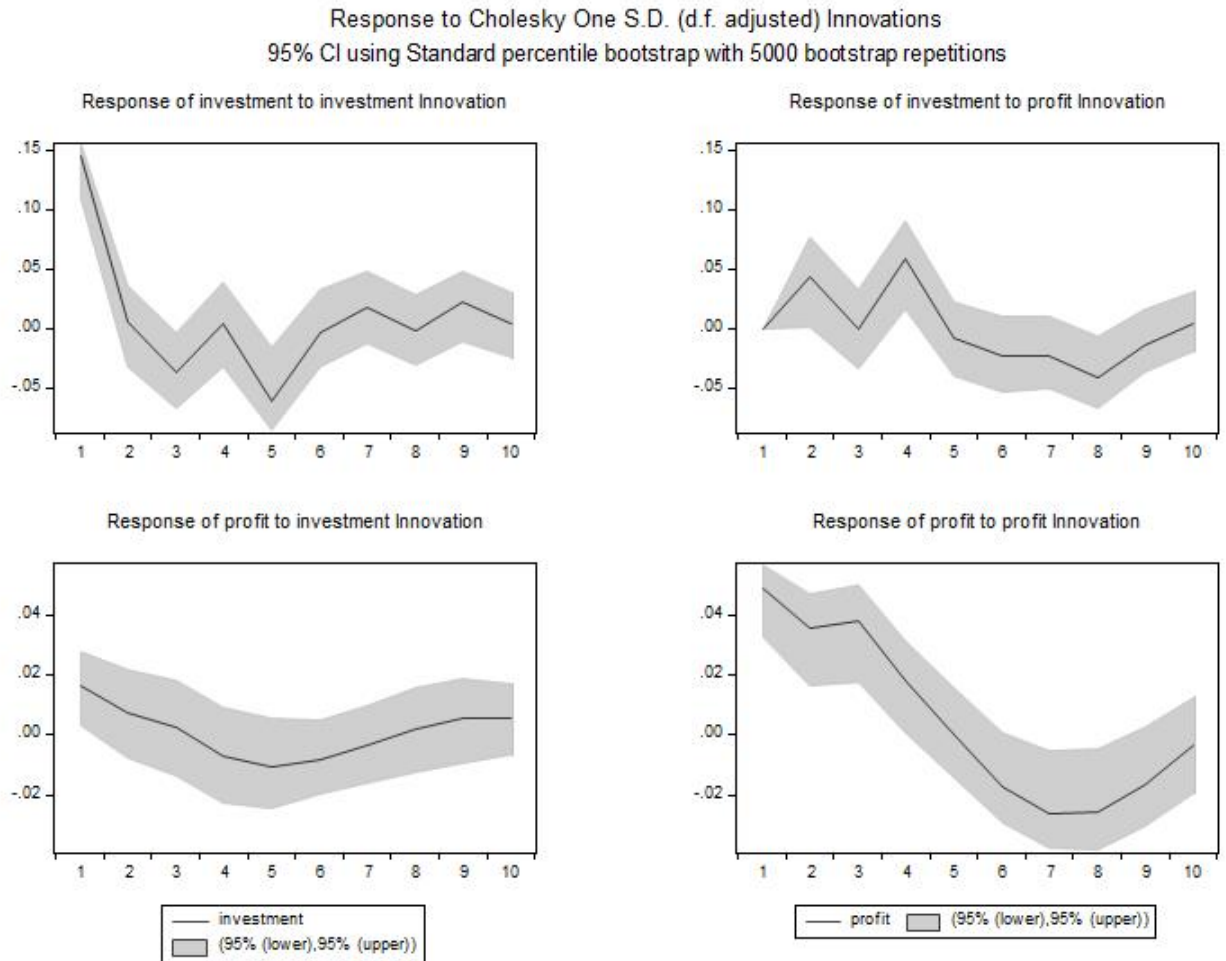 Response to Cholesky One S.D. (d.f. adjusted) Innovations
95% CI using Standard percentile bootstrap with 5000 bootstrap repetitions
Response of investment to investment Innovation
.15
.10
.05
.00
-.05
1 2 3 4 5 6 7 8 9 10
Response of investment to profit Innovation
.15
.10
.05
.00
-.05
1 2 3 4 5 6 7 8 9 10
Response of profit to investment Innovation
.04
.02
.00
-.02
1 2 3 4 5 6 7 8 9 10
Response of profit to profit Innovation
.04
.02
.00
-.02
1 2 3 4 5 6 7 8 9 10
investment
(95% (lower),95% (upper))
profit (95% (lower),95% (upper))